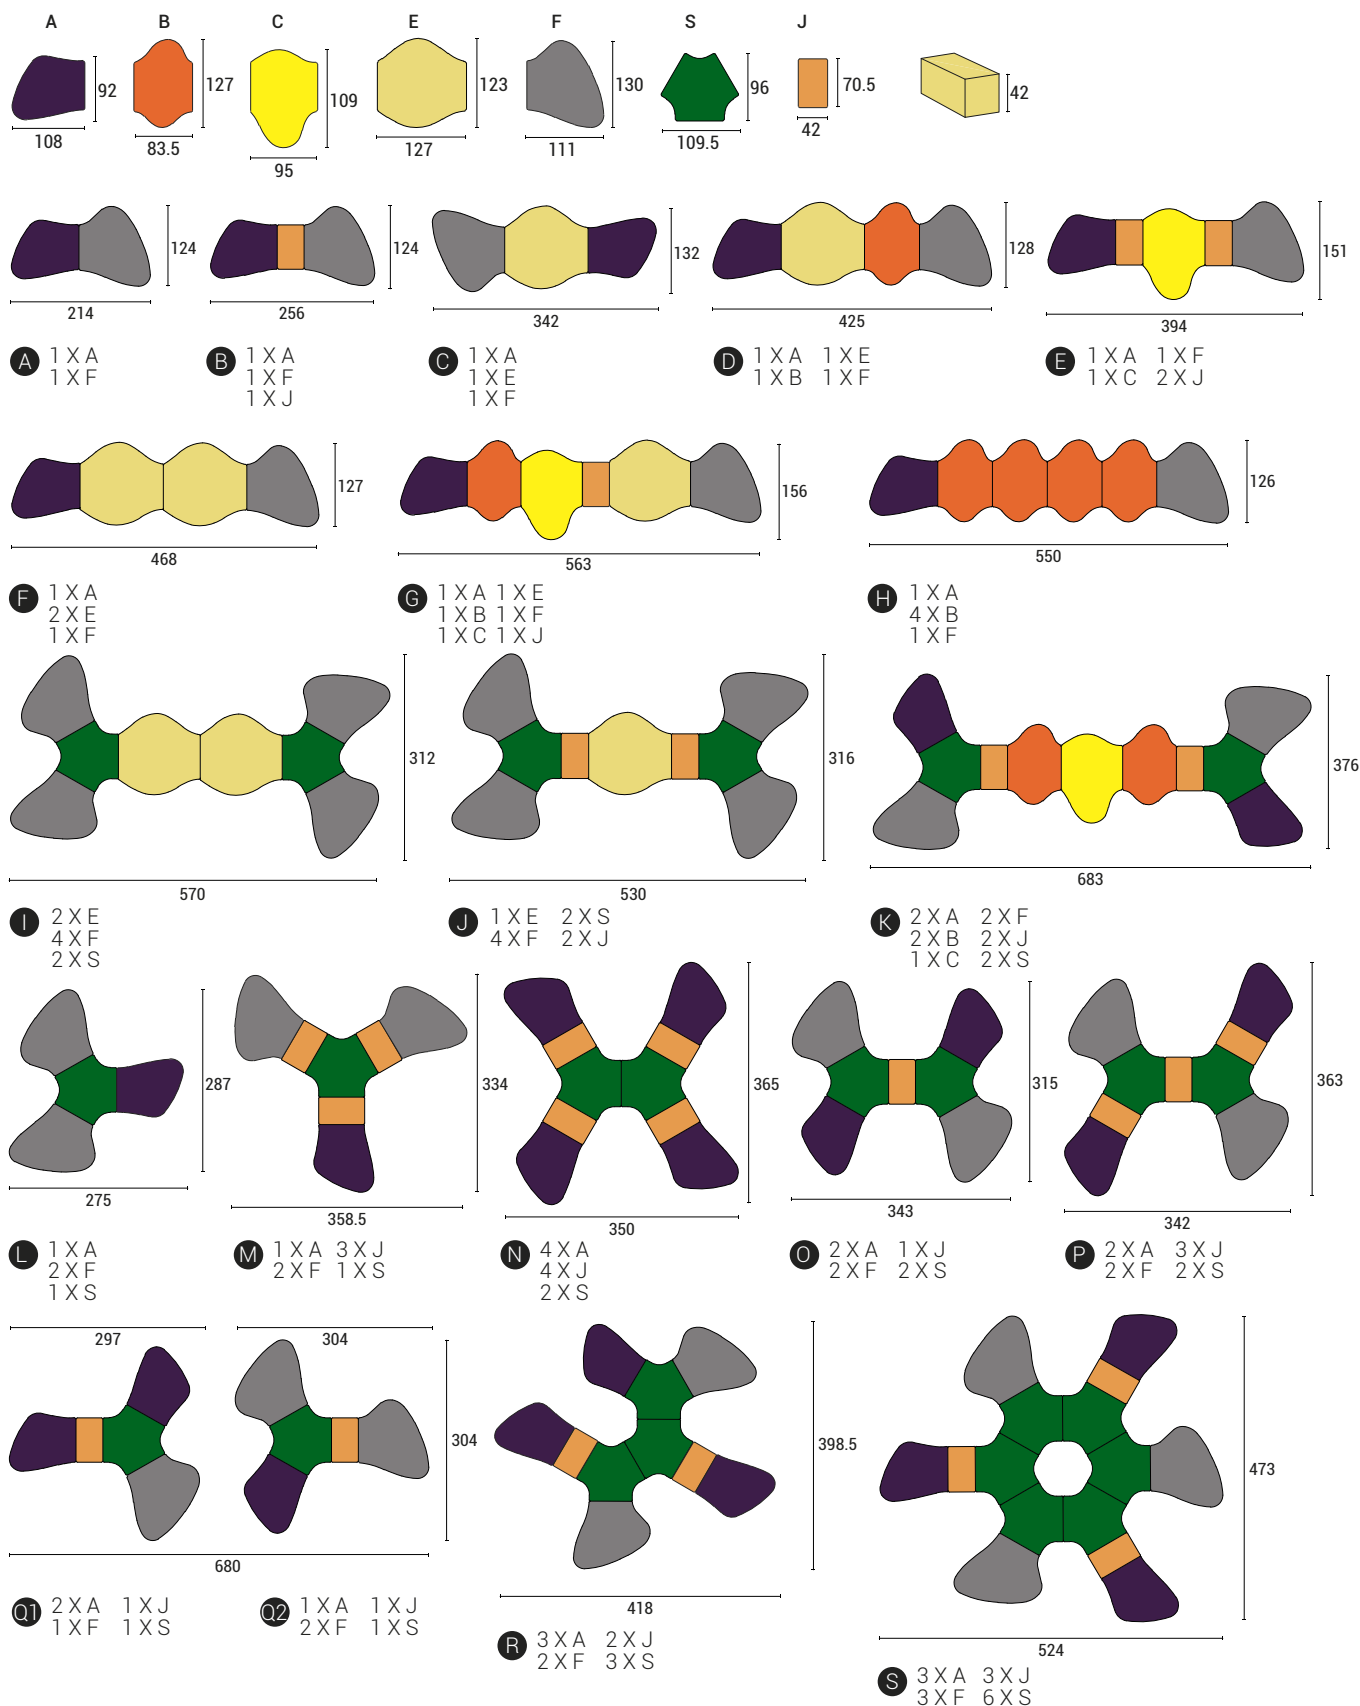 A B C E F S J
92
108
127
83.5
109
95
123
127
130
111
96
109.5
70.5
42
42
124
214
124
256
132
342
128
425
151
394
A 1 X A
1 X F
B 1 X A
1 X F
1 X J
C 1 X A
1 X E
1 X F
D 1 X A 1 X E
1 X B 1 X F
E 1 X A 1 X F
1 X C 2 X J
127
468
156
563
126
550
F 1 X A
2 X E
1 X F
G 1 X A 1 X E
1 X B 1 X F
1 X C 1 X J
H 1 X A
4 X B
1 X F
312
570
316
530
376
683
I 2 X E
4 X F
2 X S
J 1 X E 2 X S
4 X F 2 X J
K 2 X A 2 X F
2 X B 2 X J
1 X C 2 X S
287
275
334
358.5
365
350
315
343
363
342
L 1 X A
2 X F
1 X S
M 1 X A 3 X J
2 X F 1 X S
N 4 X A
4 X J
2 X S
O 2 X A 1 X J
2 X F 2 X S
P 2 X A 3 X J
2 X F 2 X S
297
304
304
680
398.5
418
473
524
Q1 2 X A 1 X J
1 X F 1 X S
Q2 1 X A 1 X J
2 X F 1 X S
R 3 X A 2 X J
2 X F 3 X S
S 3 X A 3 X J
3 X F 6 X S